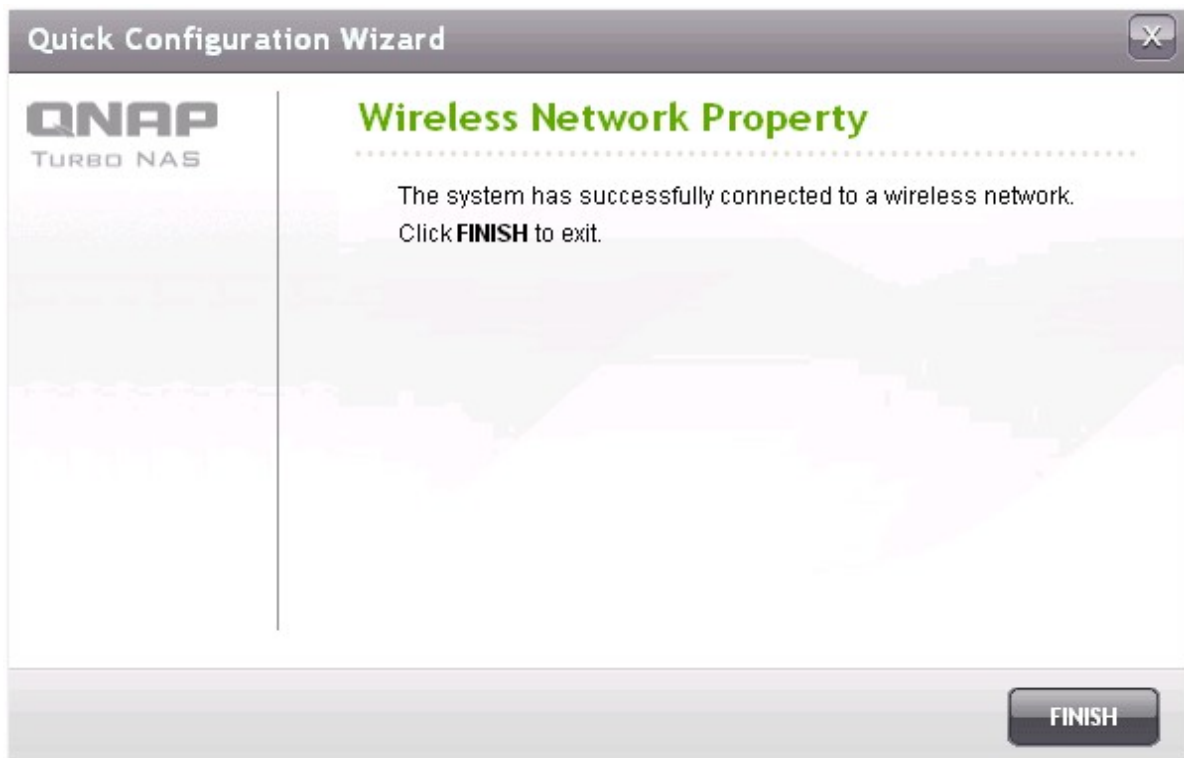 Quick Configuration Wizard
X
QNAP
TURBO NAS
Wireless Network Property
The system has successfully connected to a wireless network.
Click FINISH to exit.
FINISH